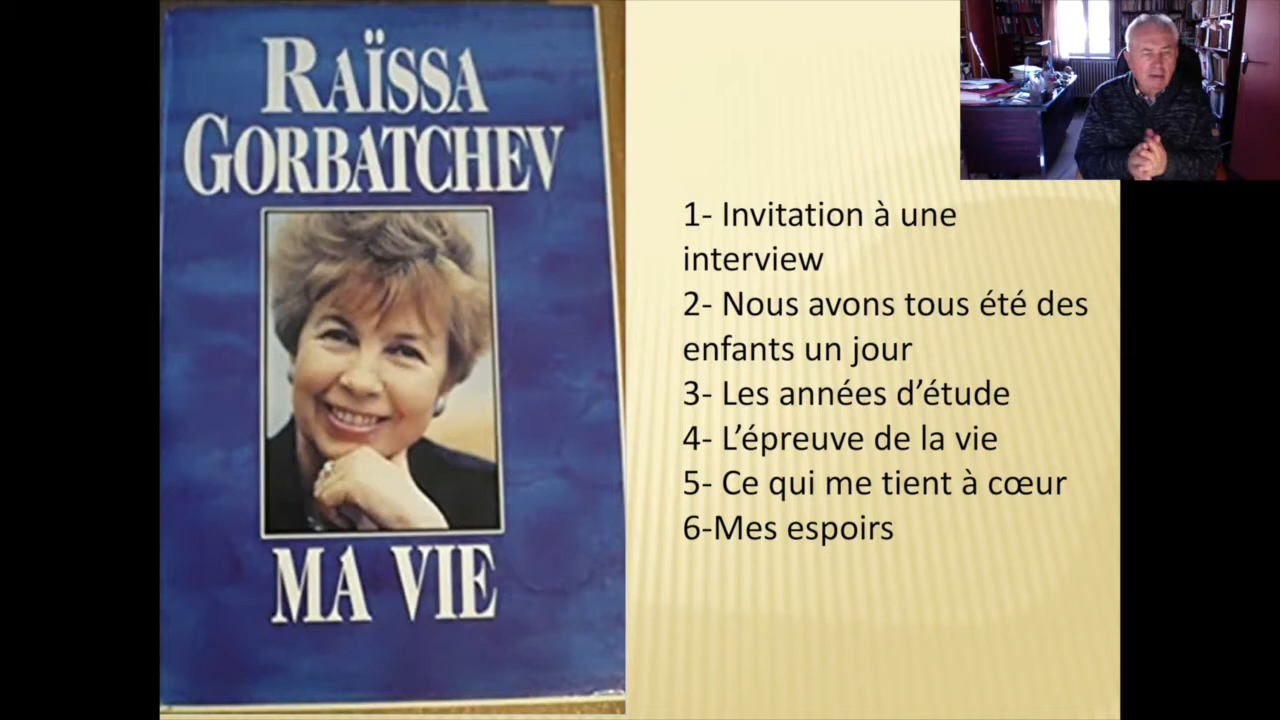 RAÏSSA
GORBATCHEV
MA VIE
1- Invitation à une
interview
2- Nous avons tous été des
enfants un jour
3- Les années d’étude
4- L’épreuve de la vie
5- Ce qui me tient à cœur
6-Mes espoirs